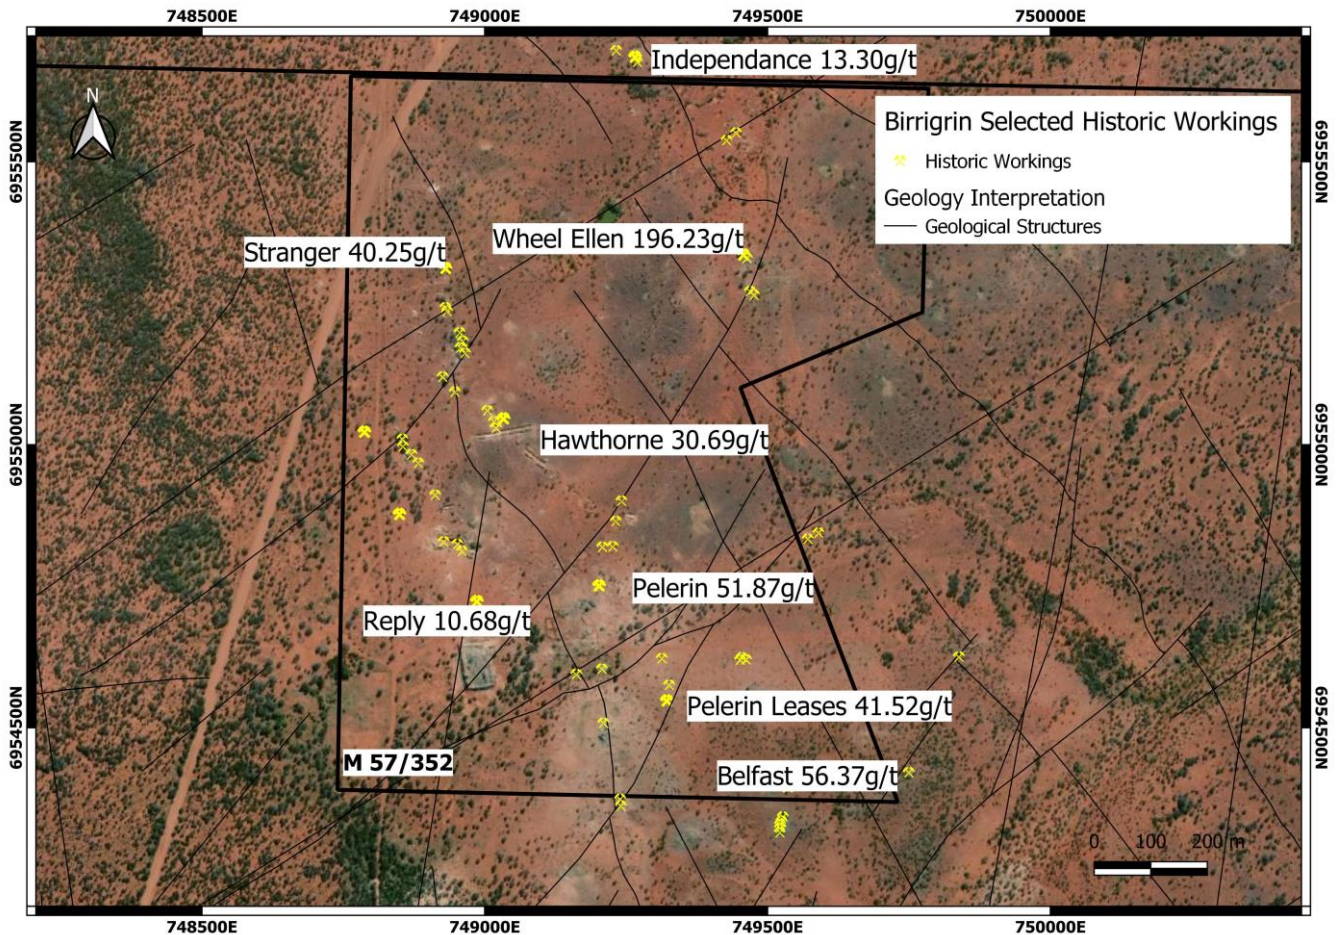 748500E 749000E 749500E 750000E
Independance 13.30g/t
N
Birrigrin Selected Historic Workings
Historic Workings
Geology Interpretation
Geological Structures
6955500N
6955500N
Wheel Ellen 196.23g/t
Stranger 40.25g/t
Hawthorne 30.69g/t
6955000N
6955000N
Pelerin 51.87g/t
Reply 10.68g/t
Pelerin Leases 41.52g/t
6954500N
6954500N
M 57/352
Belfast 56.37g/t
0 100 200 m
748500E 749000E 749500E 750000E